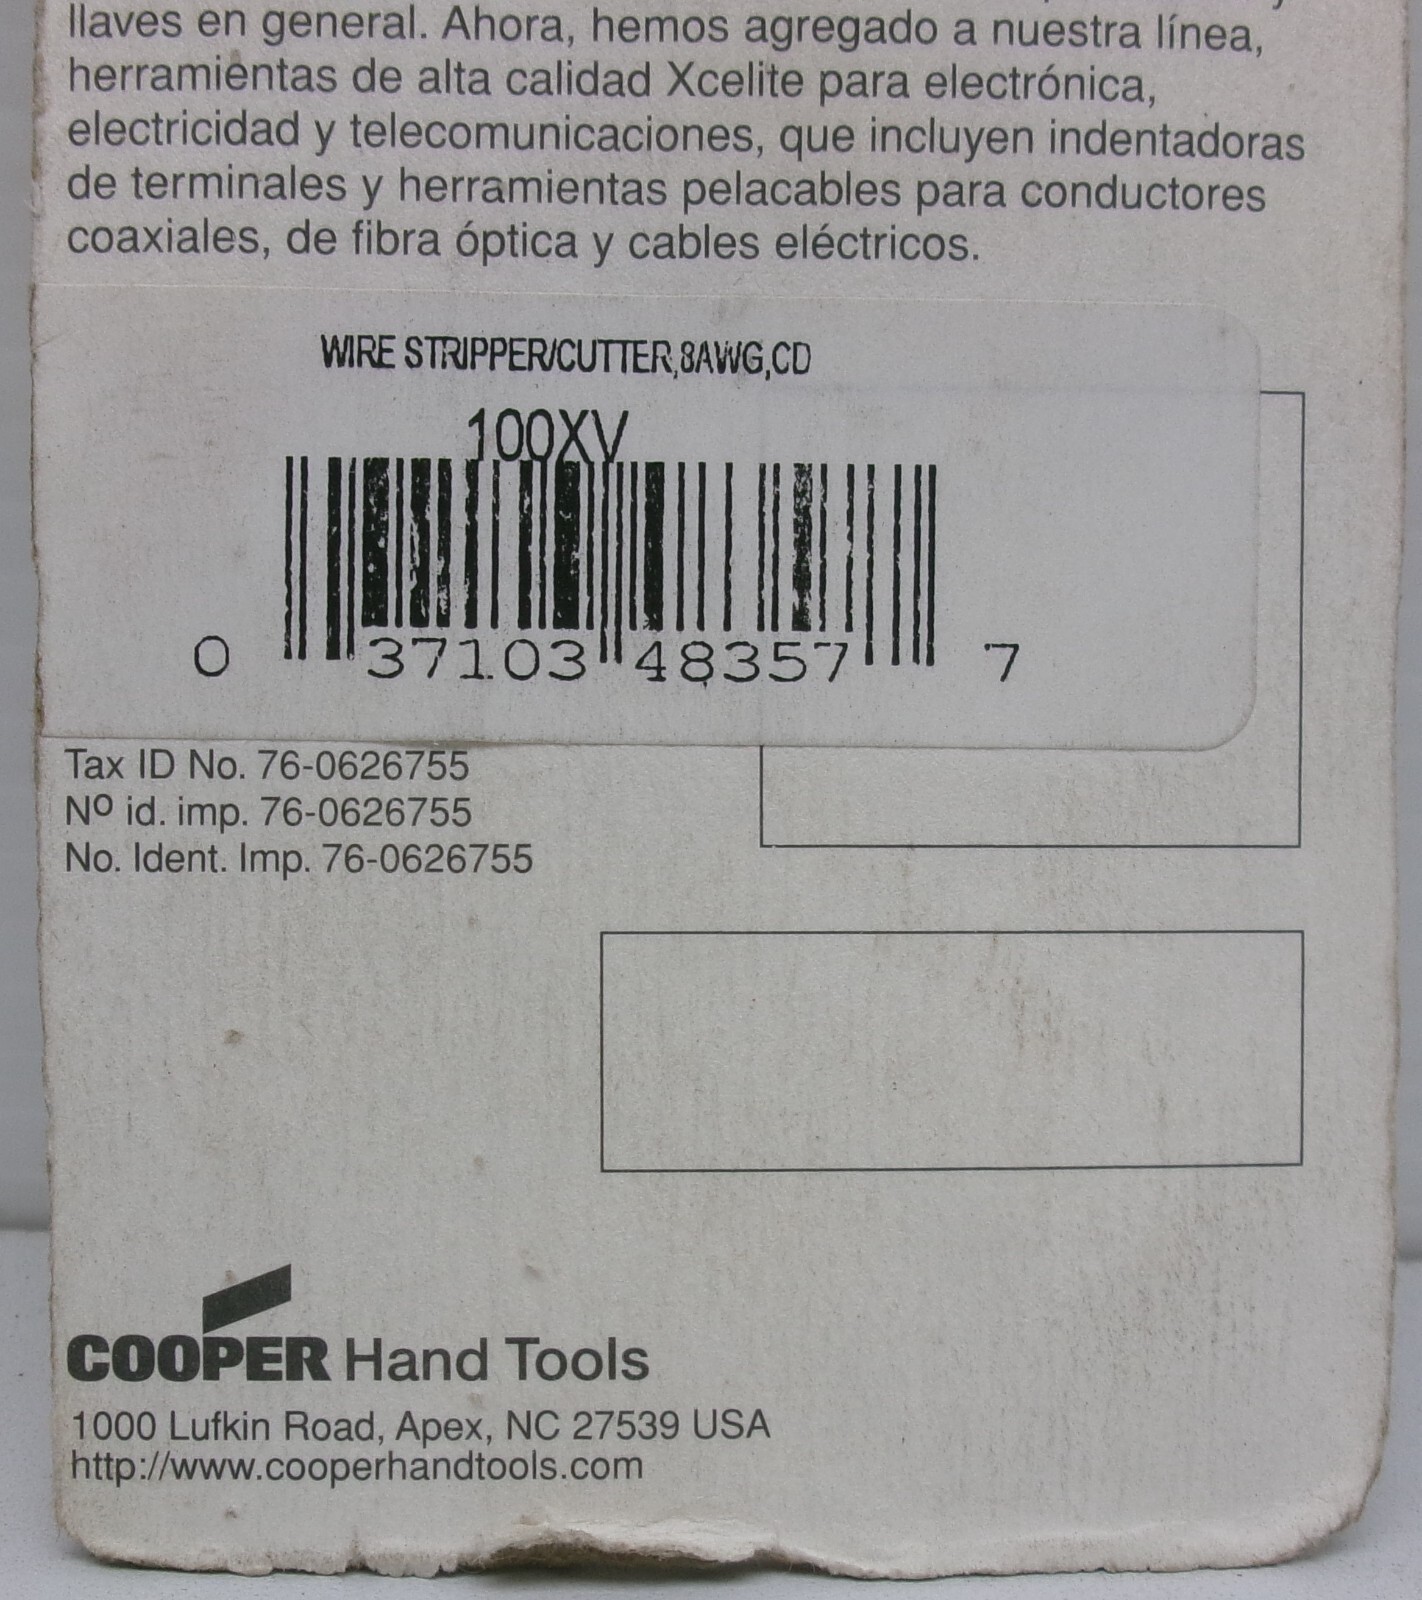 llaves en general. Ahora, hemos agregado a nuestra línea,
herramientas de alta calidad Xcelite para electrónica,
electricidad y telecomunicaciones, que incluyen indentadoras
de terminales y herramientas pelacables para conductores
coaxiales, de fibra óptica y cables eléctricos.
WIRE STRIPPER/CUTTER,8AWG,CD
100XV
0 37103 48357 7
Tax ID No. 76-0626755
Nº id. imp. 76-0626755
No. Ident. Imp. 76-0626755
COOPER Hand Tools
1000 Lufkin Road, Apex, NC 27539 USA
http://www.cooperhandtools.com